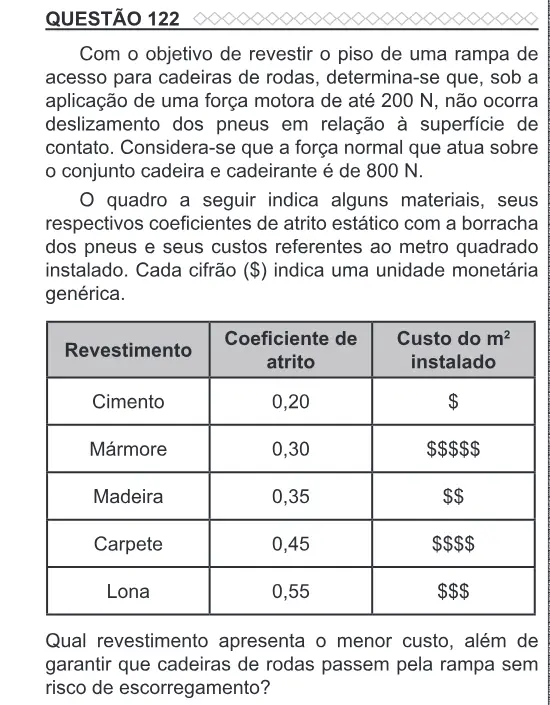 QUESTÃO 122
Com o objetivo de revestir o piso de uma rampa de
acesso para cadeiras de rodas, determina-se que, sob a
aplicação de uma força motora de até 200 N, não ocorra
deslizamento dos pneus em relação à superfície de
contato. Considera-se que a força normal que atua sobre
o conjunto cadeira e cadeirante é de 800 N.
O quadro a seguir indica alguns materiais, seus
respectivos coeficientes de atrito estático com a borracha
dos pneus e seus custos referentes ao metro quadrado
instalado. Cada cifrão ($) indica uma unidade monetária
genérica.
Revestimento Coeficiente de atrito Custo do m² instalado
Cimento 0,20 $
Mármore 0,30 $$$$$
Madeira 0,35 $$
Carpete 0,45 $$$$
Lona 0,55 $$$
Qual revestimento apresenta o menor custo, além de
garantir que cadeiras de rodas passem pela rampa sem
risco de escorregamento?